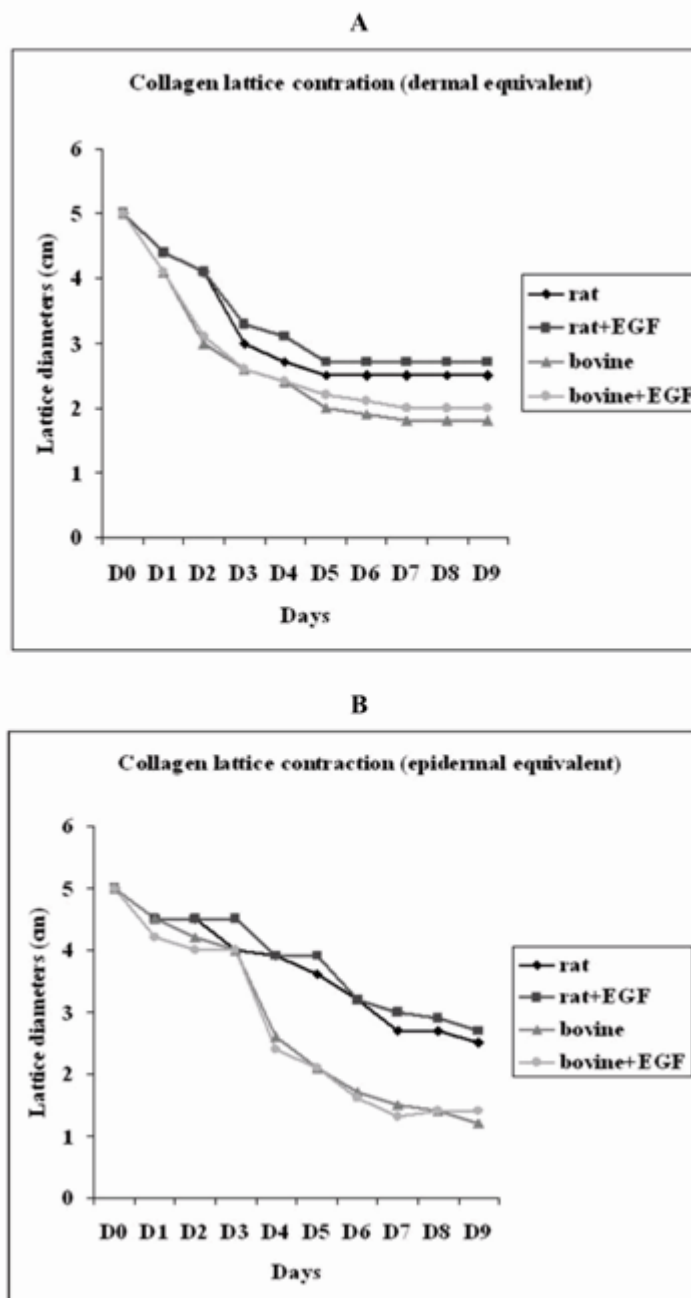 A
Collagen lattice contration (dermal equivalent)
6
5
4
3
2
1
0
Lattice diameters (cm)
D0 D1 D2 D3 D4 D5 D6 D7 D8 D9
Days
rat
rat+EGF
bovine
bovine+EGF
B
Collagen lattice contraction (epidermal equivalent)
6
5
4
3
2
1
0
Lattice diameters (cm)
D0 D1 D2 D3 D4 D5 D6 D7 D8 D9
Days
rat
rat+EGF
bovine
bovine+EGF